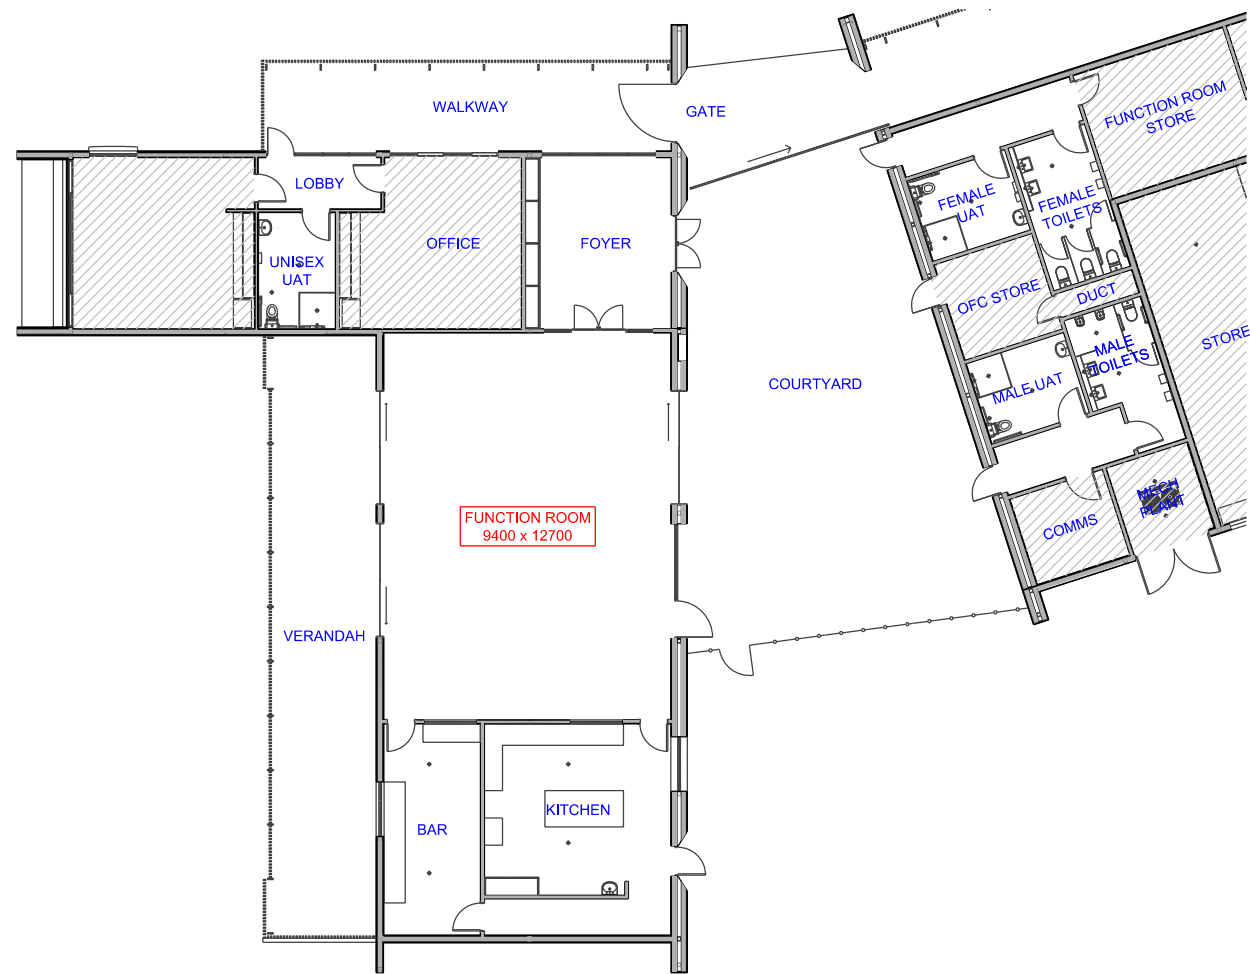 WALKWAY
GATE
FUNCTION ROOM
STORE
LOBBY
FEMALE
UAT
FEMALE
TOILETS
OFFICE
FOYER
UNISEX
UAT
OFC STORE
DUCT
STORE
MALE
TOILETS
COURTYARD
MALE UAT
MECH
PLANT
COMMS
FUNCTION ROOM
9400 x 12700
VERANDAH
KITCHEN
BAR